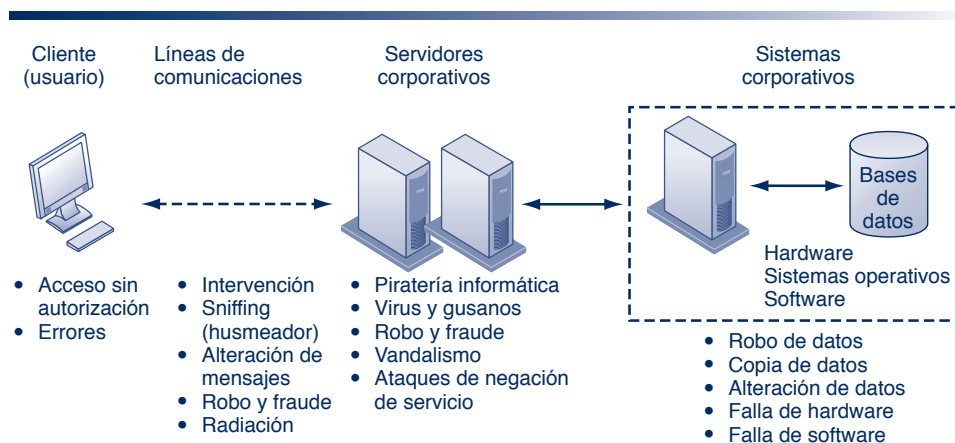 Cliente
(usuario)
Líneas de
comunicaciones
Servidores
corporativos
Sistemas
corporativos
Bases
de
datos
Hardware
Sistemas operativos
Software
• Acceso sin
autorización
• Errores
• Intervención
• Sniffing
(husmeador)
• Alteración de
mensajes
• Robo y fraude
• Radiación
• Piratería informática
• Virus y gusanos
• Robo y fraude
• Vandalismo
• Ataques de negación
de servicio
• Robo de datos
• Copia de datos
• Alteración de datos
• Falla de hardware
• Falla de software